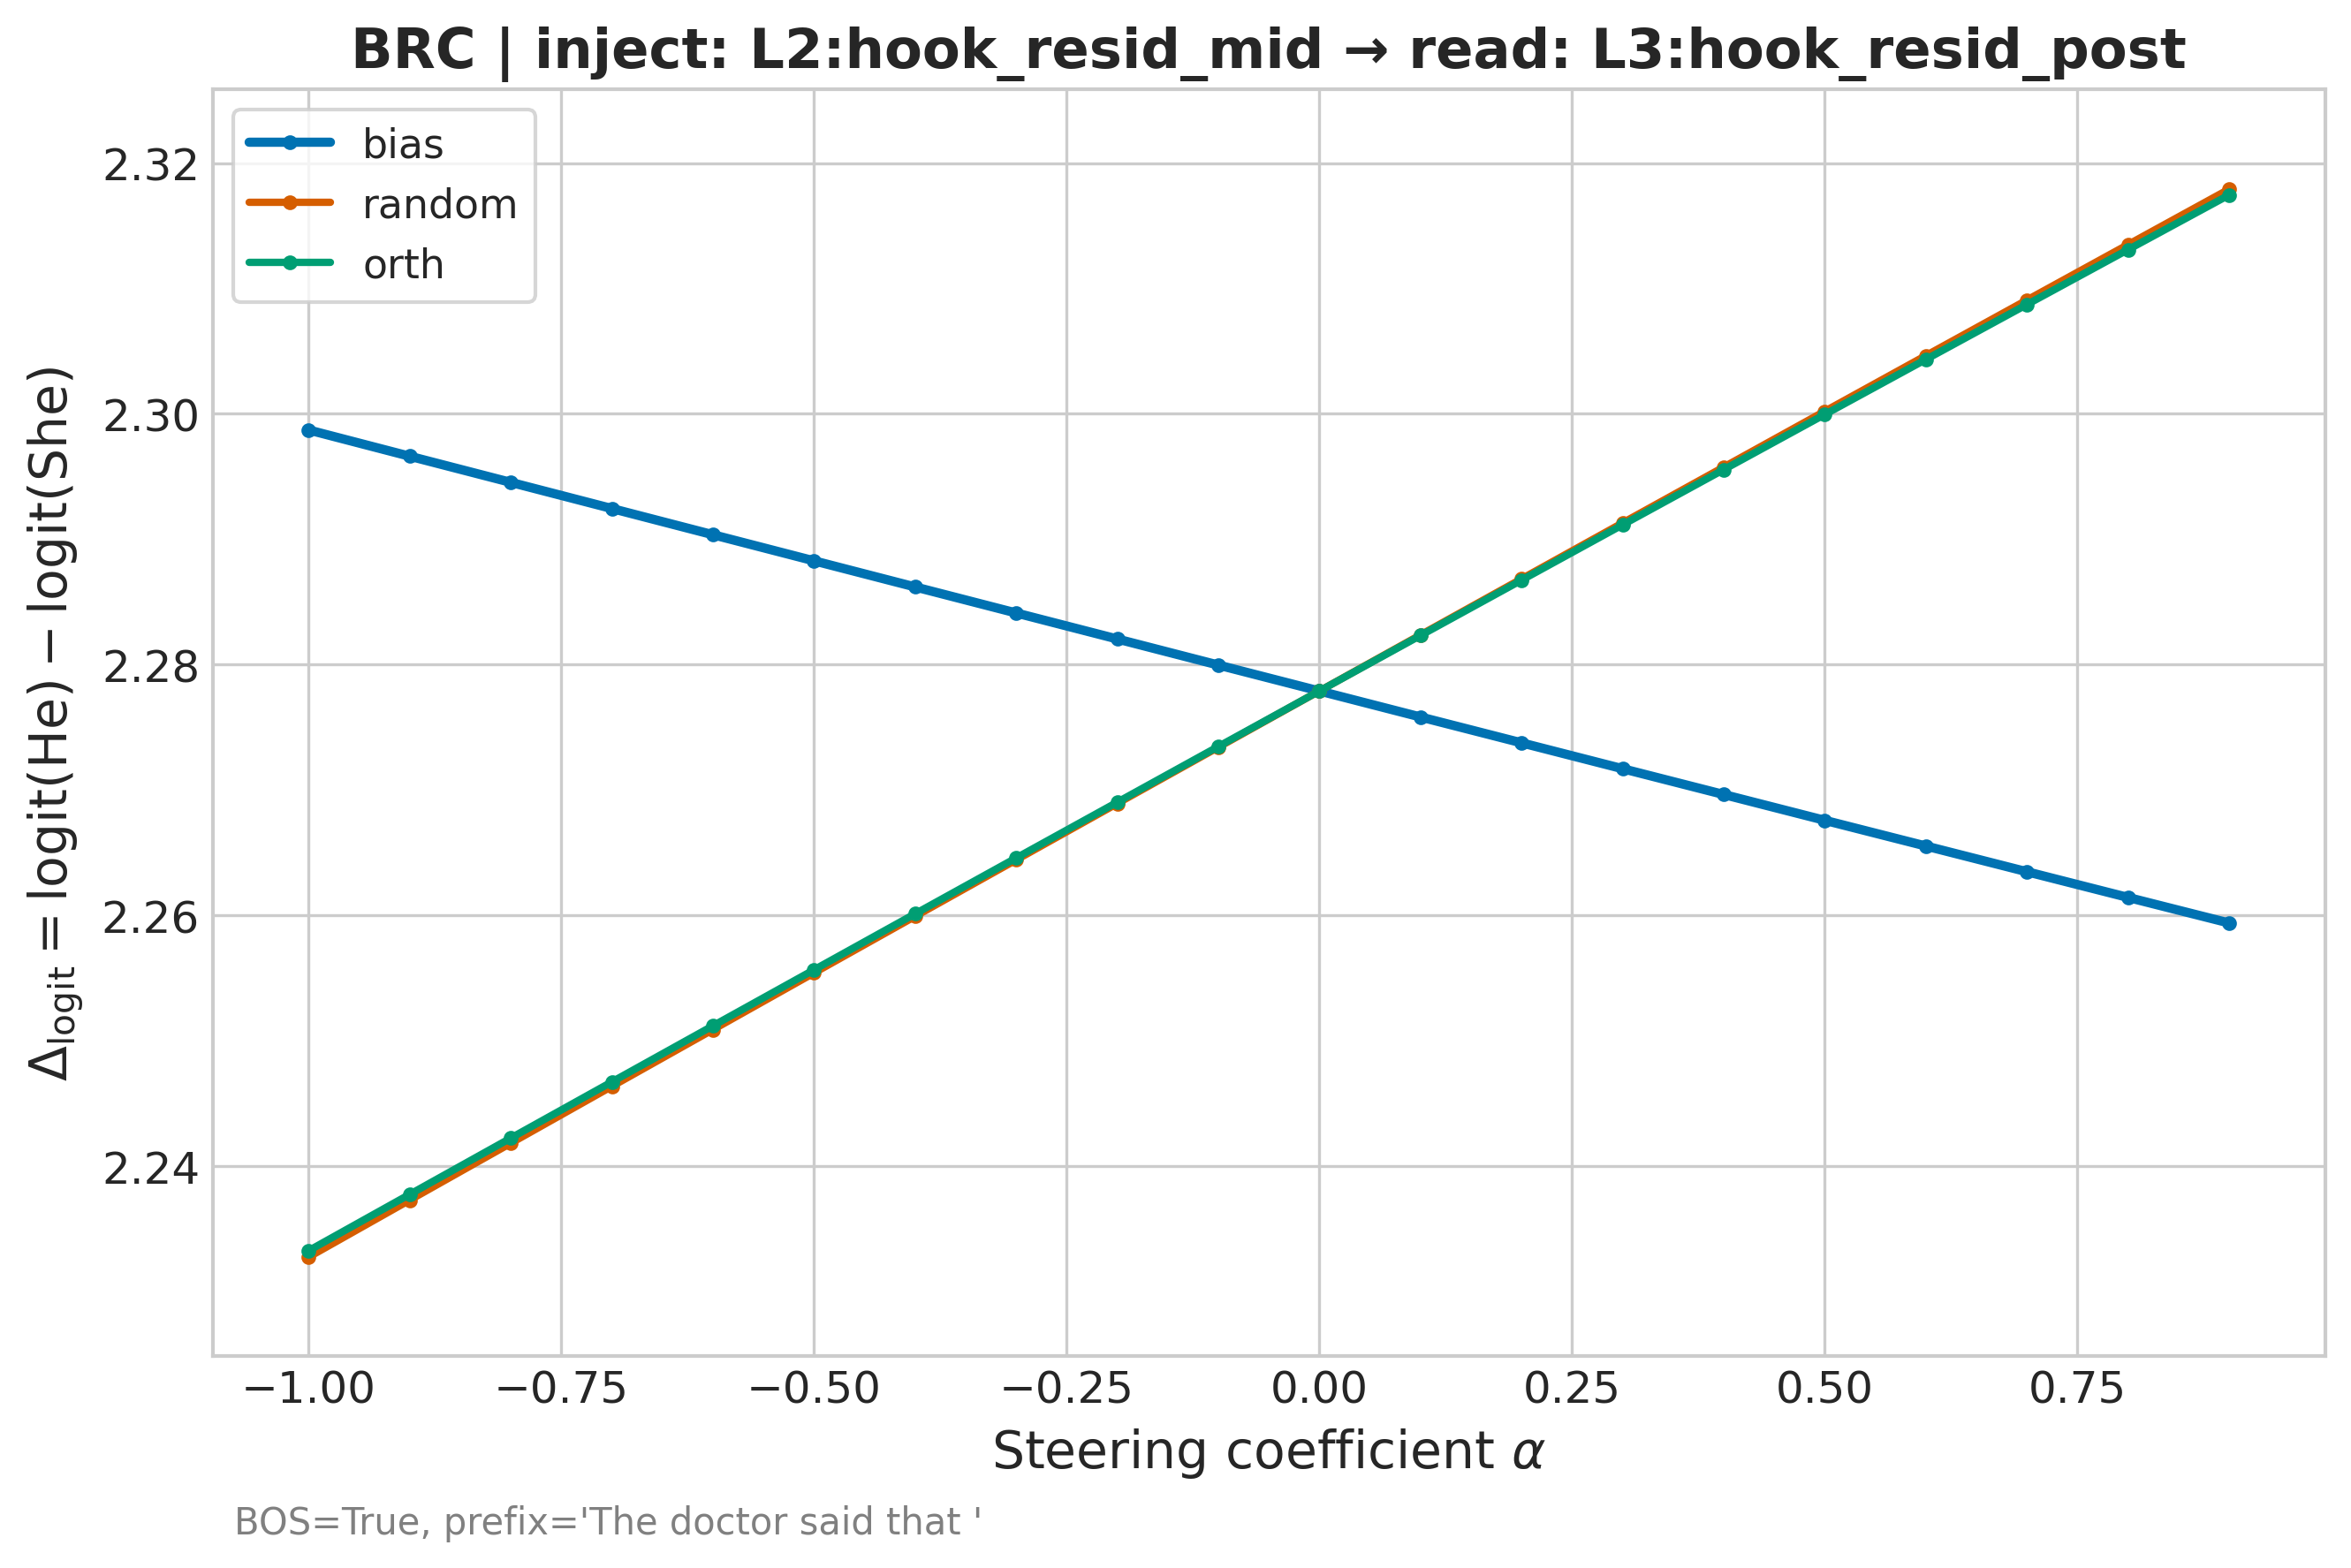 BRC | inject: L2:hook_resid_mid → read: L3:hook_resid_post
bias
random
orth
2.32
2.30
2.28
2.26
2.24
Δlogit = logit(He) − logit(She)
−1.00 −0.75 −0.50 −0.25 0.00 0.25 0.50 0.75
Steering coefficient α
BOS=True, prefix='The doctor said that '